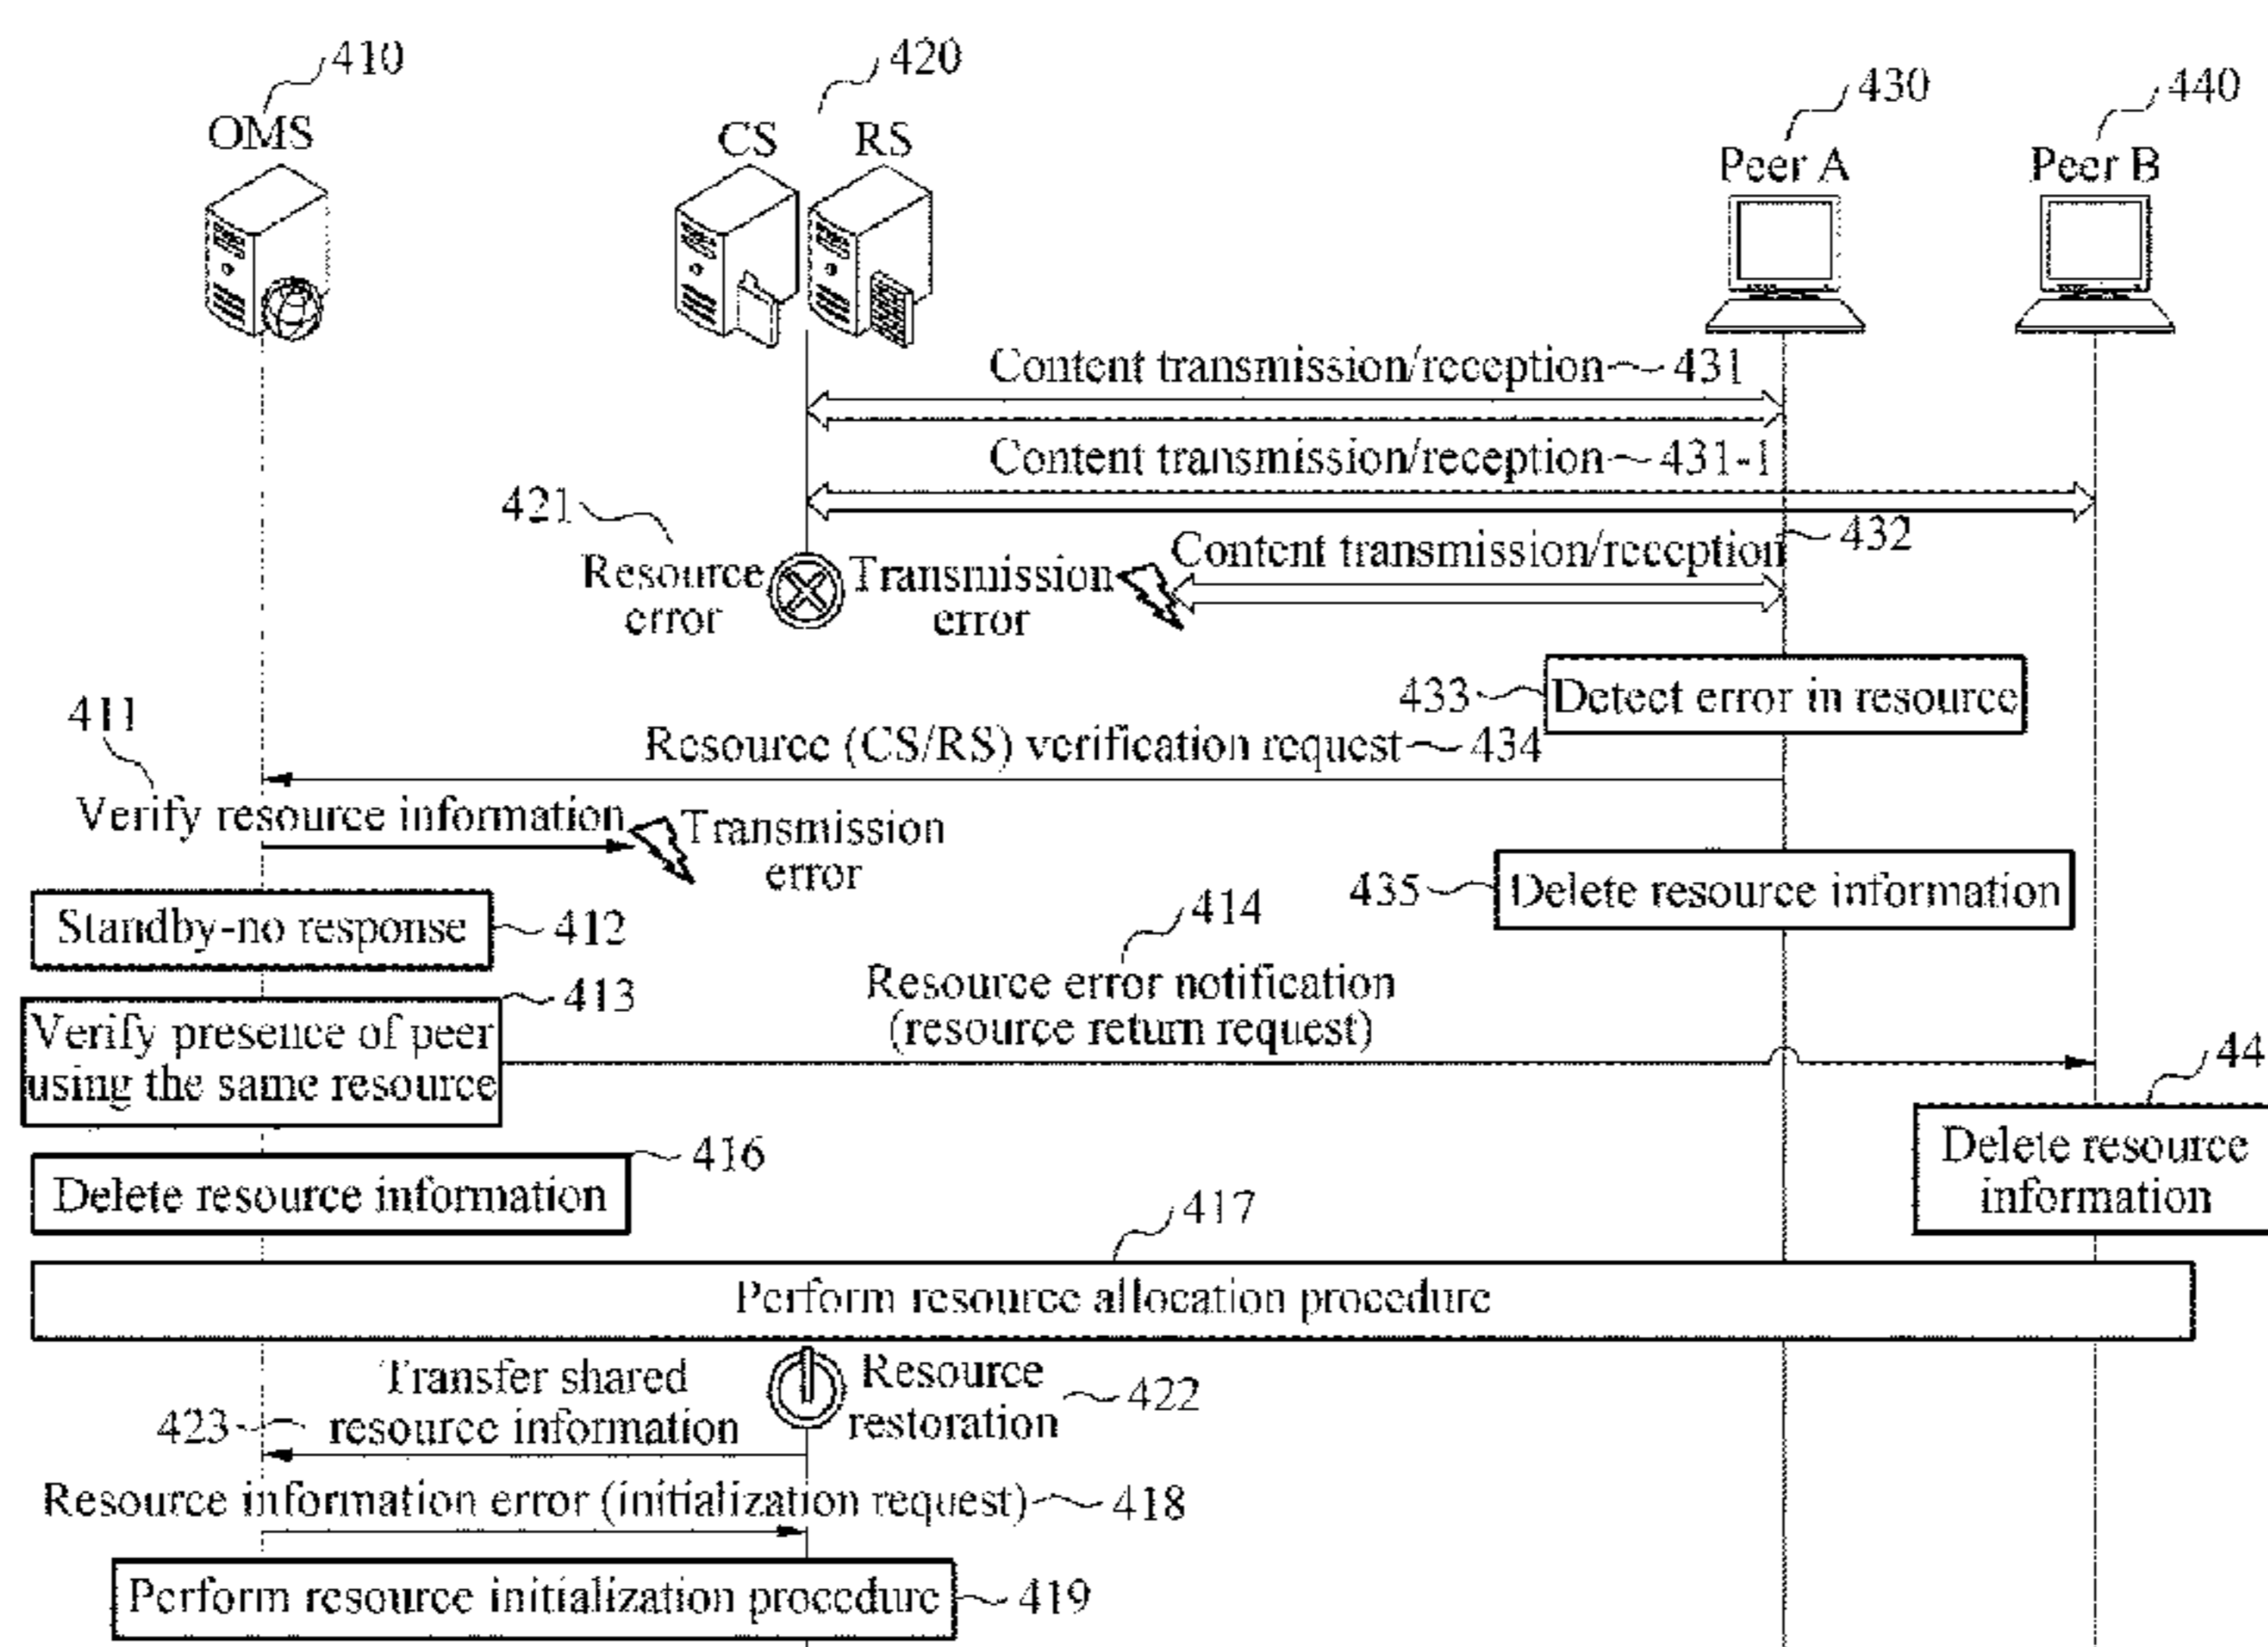 410
420
430
440
OMS
CS
RS
Peer A
Peer B
Content transmission/reception
431
Content transmission/reception
431-1
421
432
Content transmission/reception
Resource
error
Transmission
error
433
Detect error in resource
411
Resource (CS/RS) verification request
434
Verify resource information
Transmission
error
435
Delete resource information
Standby-no response
412
414
413
Resource error notification
(resource return request)
Verify presence of peer
using the same resource
44
416
Delete resource information
Delete resource
information
417
Perform resource allocation procedure
Transfer shared
resource information
423
Resource
restoration
422
Resource information error (initialization request)
418
Perform resource initialization procedure
419